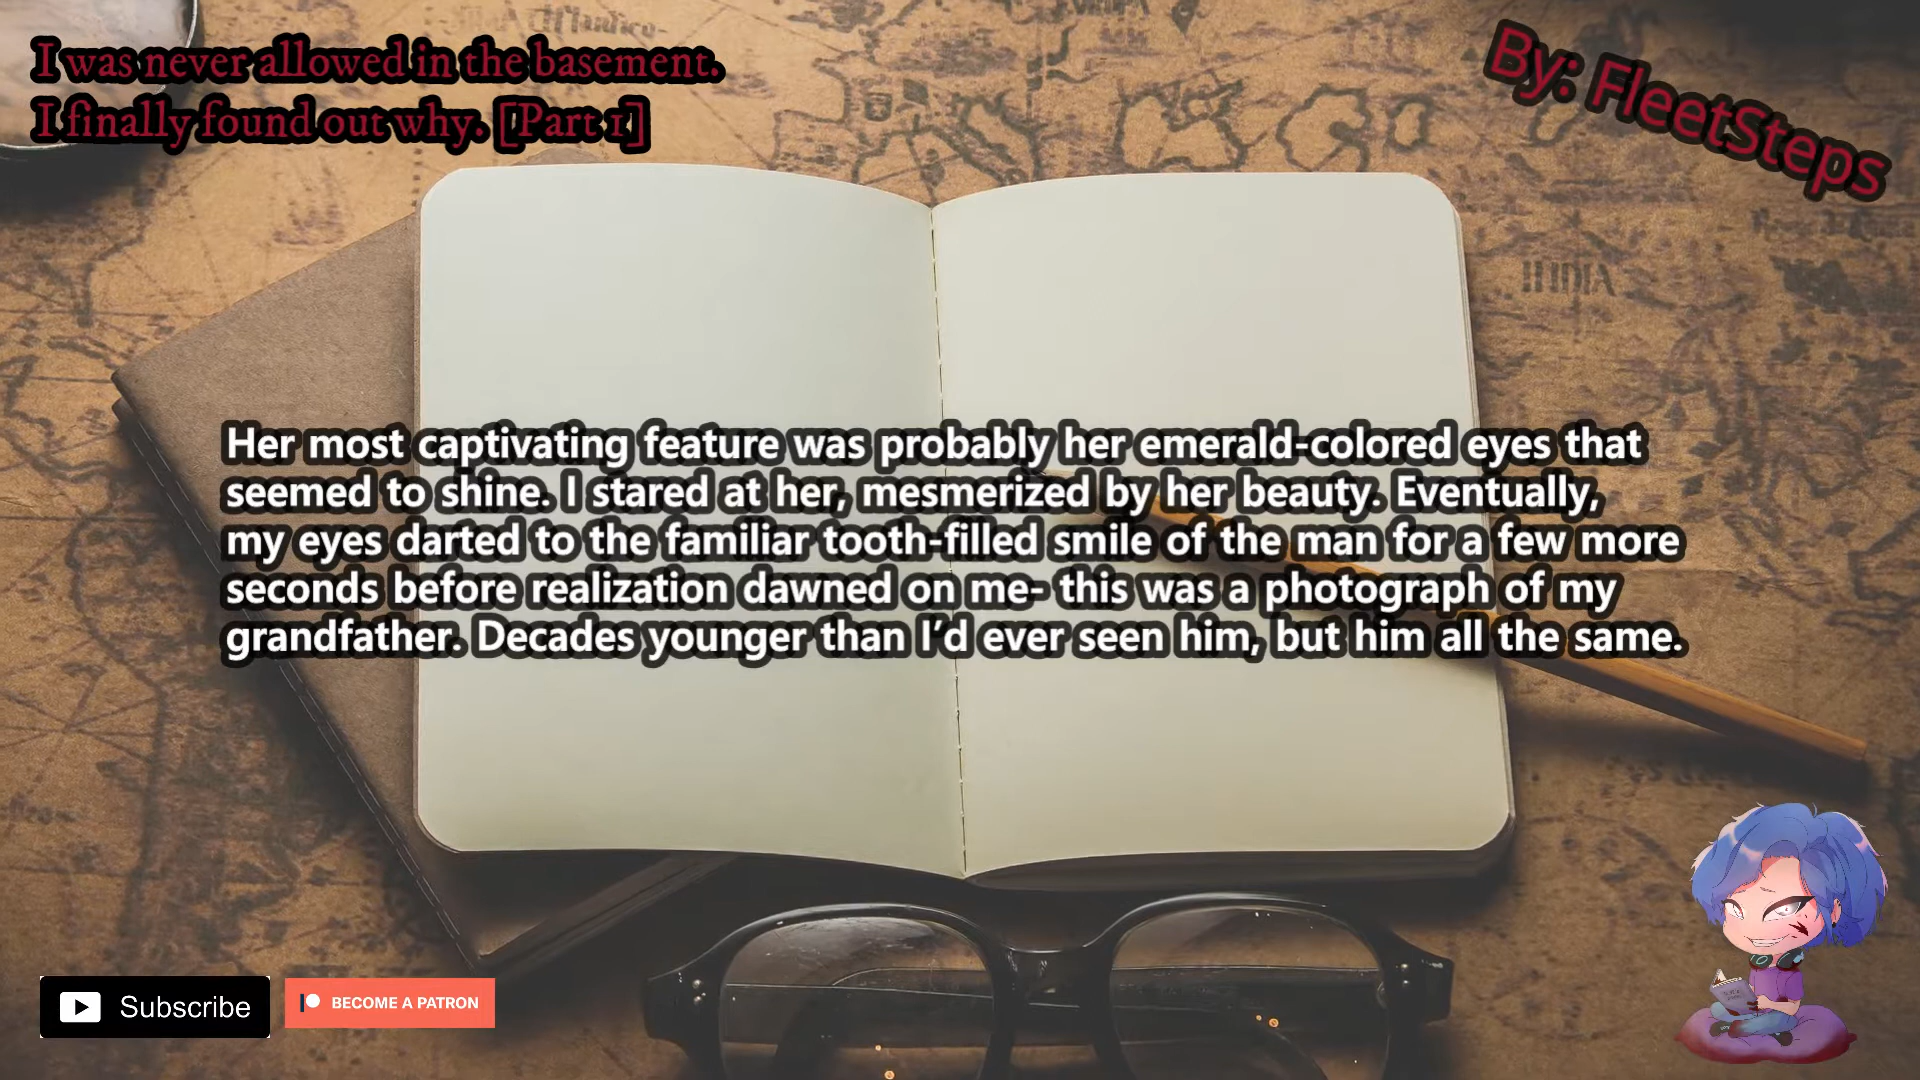 I was never allowed in the basement.
I finally found out why. [Part 1]
By: FleetSteps
INDIA
Her most captivating feature was probably her emerald-colored eyes that
seemed to shine. I stared at her, mesmerized by her beauty. Eventually,
my eyes darted to the familiar tooth-filled smile of the man for a few more
seconds before realization dawned on me- this was a photograph of my
grandfather. Decades younger than I’d ever seen him, but him all the same.
Subscribe
BECOME A PATRON